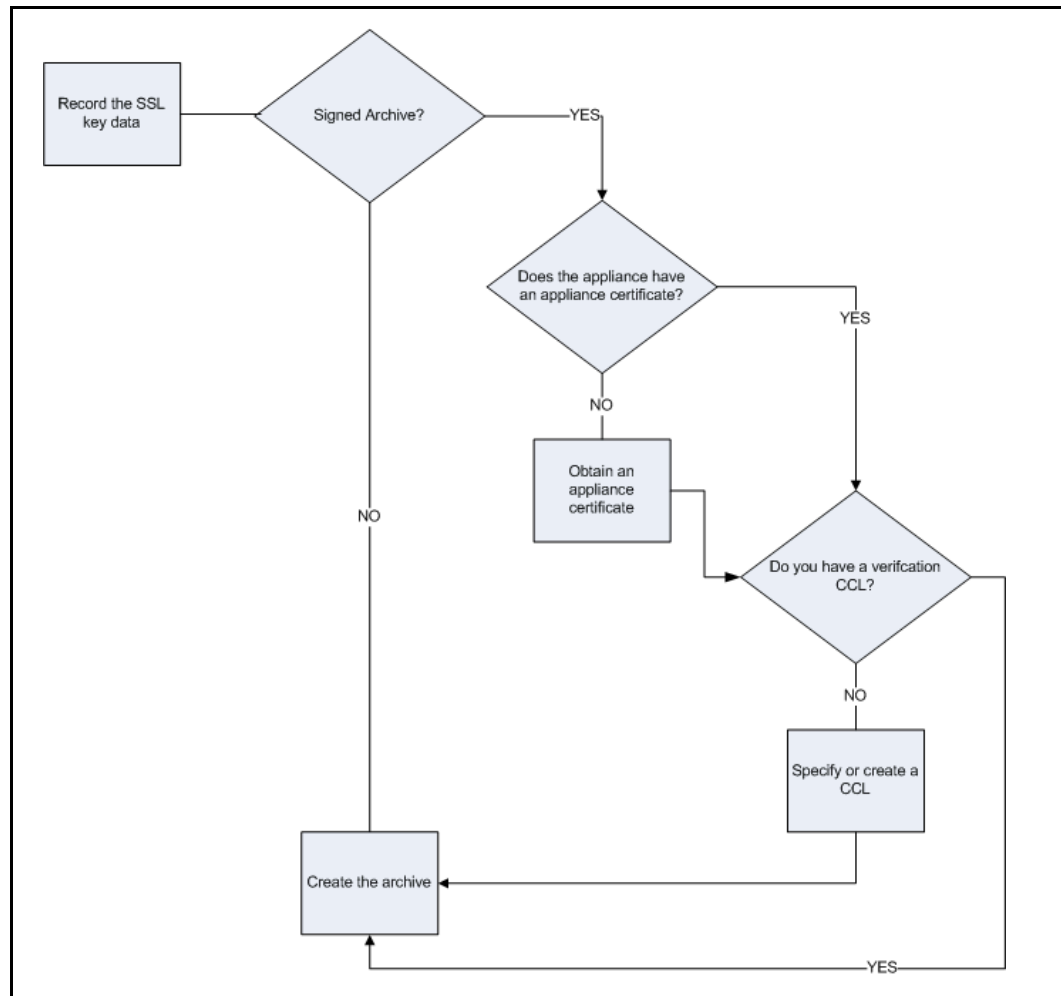 Record the SSL
key data
Signed Archive?
YES
Does the appliance have
an appliance certificate?
YES
NO
Obtain an
appliance
certificate
NO
Do you have a verifcation
CCL?
NO
Specify or create a
CCL
Create the archive
YES